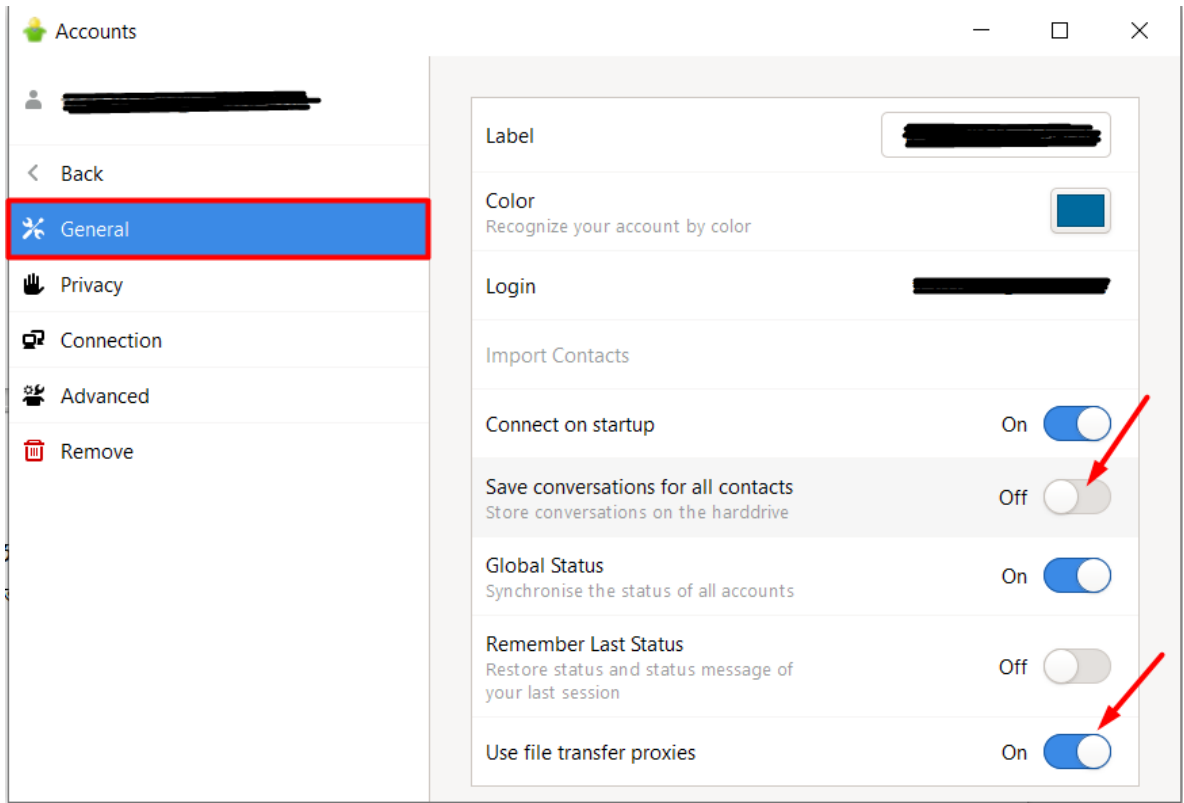 Accounts
Back
General
Privacy
Connection
Advanced
Remove
Label
Color
Recognize your account by color
Login
Import Contacts
Connect on startup
On
Save conversations for all contacts
Store conversations on the harddrive
Off
Global Status
Synchronise the status of all accounts
On
Remember Last Status
Restore status and status message of
your last session
Off
Use file transfer proxies
On